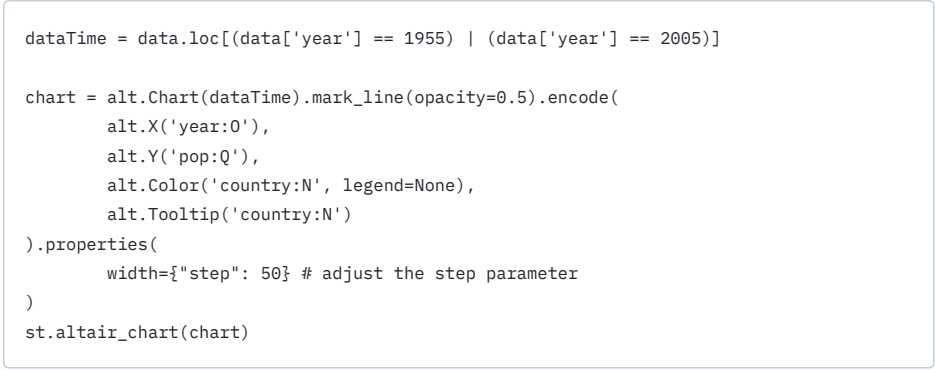 dataTime = data.loc[(data['year'] == 1955) | (data['year'] == 2005)]

chart = alt.Chart(dataTime).mark_line(opacity=0.5).encode(
        alt.X('year:O'),
        alt.Y('pop:Q'),
        alt.Color('country:N', legend=None),
        alt.Tooltip('country:N')
).properties(
        width={"step": 50} # adjust the step parameter
)
st.altair_chart(chart)